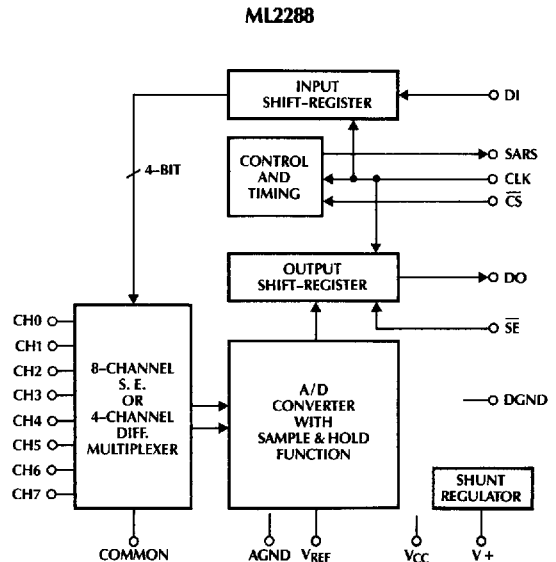 ML2288
INPUT
SHIFT-REGISTER
DI
4-BIT
CONTROL
AND
TIMING
SARS
CLK
C̅S̅
OUTPUT
SHIFT-REGISTER
DO
S̅E̅
CH0
CH1
CH2
CH3
CH4
CH5
CH6
CH7
8-CHANNEL
S. E.
OR
4-CHANNEL
DIFF.
MULTIPLEXER
A/D
CONVERTER
WITH
SAMPLE & HOLD
FUNCTION
DGND
SHUNT
REGULATOR
COMMON
AGND
VREF
VCC
V +